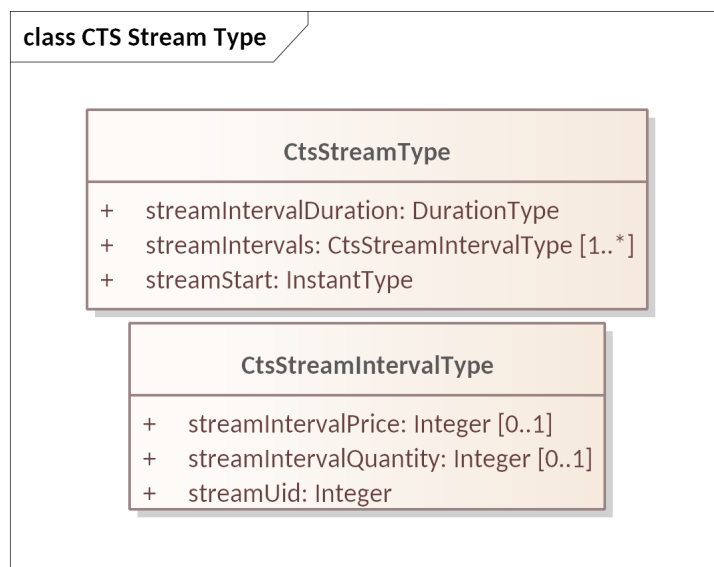 class CTS Stream Type
CtsStreamType
+ streamIntervalDuration: DurationType
+ streamIntervals: CtsStreamIntervalType [1..*]
+ streamStart: InstantType
CtsStreamIntervalType
+ streamIntervalPrice: Integer [0..1]
+ streamIntervalQuantity: Integer [0..1]
+ streamUid: Integer